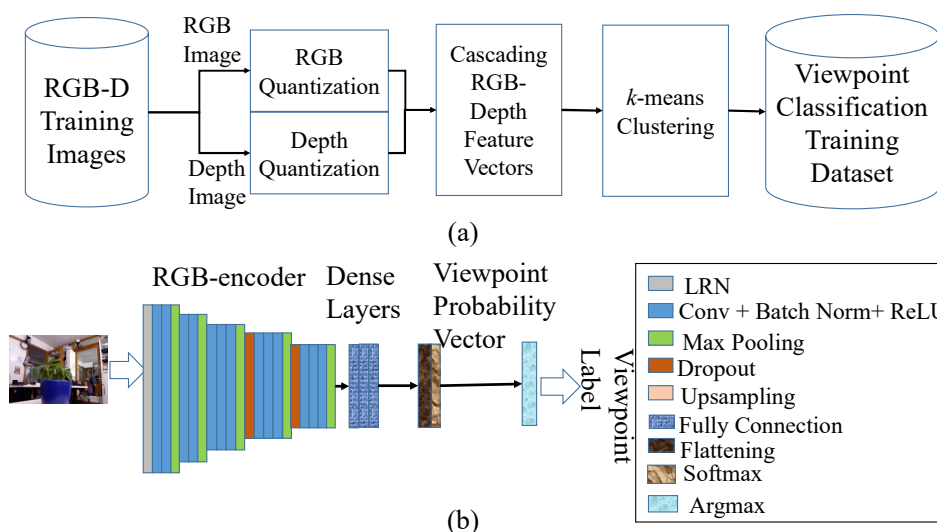 RGB-D
Training
Images
RGB
Image
Depth
Image
RGB
Quantization
Depth
Quantization
Cascading
RGB-
Depth
Feature
Vectors
k-means
Clustering
Viewpoint
Classification
Training
Dataset
(a)
RGB-encoder
Dense
Layers
Viewpoint
Probability
Vector
Viewpoint
Label
LRN
Conv + Batch Norm+ ReLU
Max Pooling
Dropout
Upsampling
Fully Connection
Flattening
Softmax
Argmax
(b)